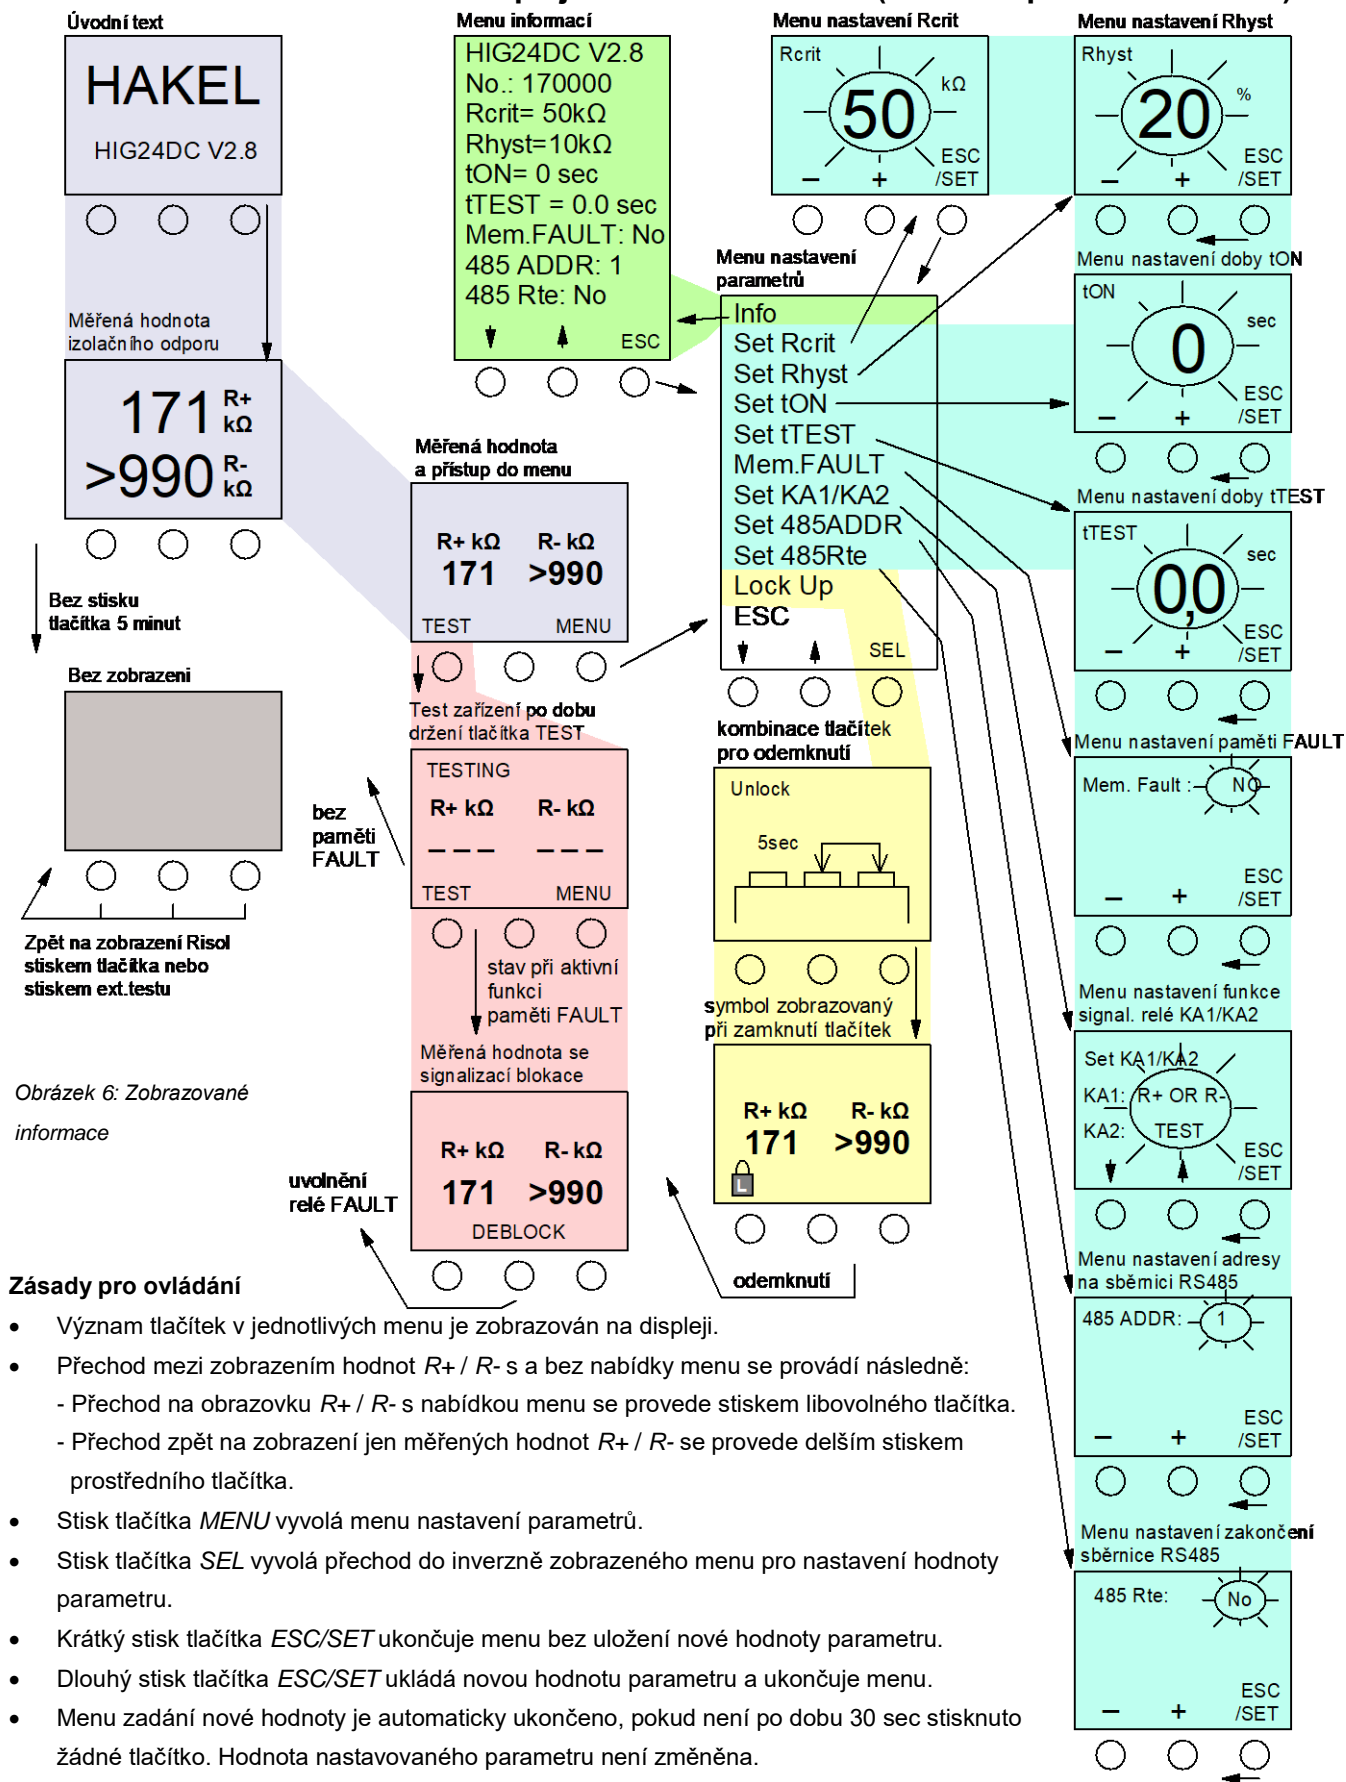 Úvodní text
HAKEL
HIG24DC V2.8
Měřená hodnota
izolačního odporu
171 R+ kΩ
>990 R- kΩ
Bez stisku
tlačítka 5 minut
Bez zobrazeni
Zpět na zobrazení Risol
stiskem tlačítka nebo
stiskem ext.testu
Obrázek 6: Zobrazované
informace
Menu informací
HIG24DC V2.8
No.: 170000
Rcrit= 50kΩ
Rhyst=10kΩ
tON= 0 sec
tTEST = 0.0 sec
Mem.FAULT: No
485 ADDR: 1
485 Rte: No
ESC
Měřená hodnota
a přístup do menu
R+ kΩ R- kΩ
171 >990
TEST MENU
Test zařízení po dobu
držení tlačítka TEST
TESTING
R+ kΩ R- kΩ
– – – – – –
TEST MENU
bez
paměti
FAULT
stav při aktivní
funkci
paměti FAULT
Měřená hodnota se
signalizací blokace
R+ kΩ R- kΩ
171 >990
DEBLOCK
uvolnění
relé FAULT
Menu nastavení Rcrit
Rcrit
50 kΩ
– + ESC
/SET
Menu nastavení
parametrů
Info
Set Rcrit
Set Rhyst
Set tON
Set tTEST
Mem.FAULT
Set KA1/KA2
Set 485ADDR
Set 485Rte
Lock Up
ESC
SEL
kombinace tlačítek
pro odemknutí
Unlock
5sec
symbol zobrazovaný
při zamknutí tlačítek
R+ kΩ R- kΩ
171 >990
L
odemknutí
Menu nastavení Rhyst
Rhyst
20 %
– + ESC
/SET
Menu nastavení doby tON
tON
0 sec
– + ESC
/SET
Menu nastavení doby tTEST
tTEST
0,0 sec
– + ESC
/SET
Menu nastavení paměti FAULT
Mem. Fault : NO
– + ESC
/SET
Menu nastavení funkce
signal. relé KA1/KA2
Set KA1/KA2
KA1: R+ OR R-
KA2: TEST
ESC
/SET
Menu nastavení adresy
na sběrnici RS485
485 ADDR: 1
– + ESC
/SET
Menu nastavení zakončení
sběrnice RS485
485 Rte: No
– + ESC
/SET
Zásady pro ovládání
• Význam tlačítek v jednotlivých menu je zobrazován na displeji.
• Přechod mezi zobrazením hodnot R+ / R- s a bez nabídky menu se provádí následně:
- Přechod na obrazovku R+ / R- s nabídkou menu se provede stiskem libovolného tlačítka.
- Přechod zpět na zobrazení jen měřených hodnot R+ / R- se provede delším stiskem
prostředního tlačítka.
• Stisk tlačítka MENU vyvolá menu nastavení parametrů.
• Stisk tlačítka SEL vyvolá přechod do inverzně zobrazeného menu pro nastavení hodnoty
parametru.
• Krátký stisk tlačítka ESC/SET ukončuje menu bez uložení nové hodnoty parametru.
• Dlouhý stisk tlačítka ESC/SET ukládá novou hodnotu parametru a ukončuje menu.
• Menu zadání nové hodnoty je automaticky ukončeno, pokud není po dobu 30 sec stisknuto
žádné tlačítko. Hodnota nastavovaného parametru není změněna.